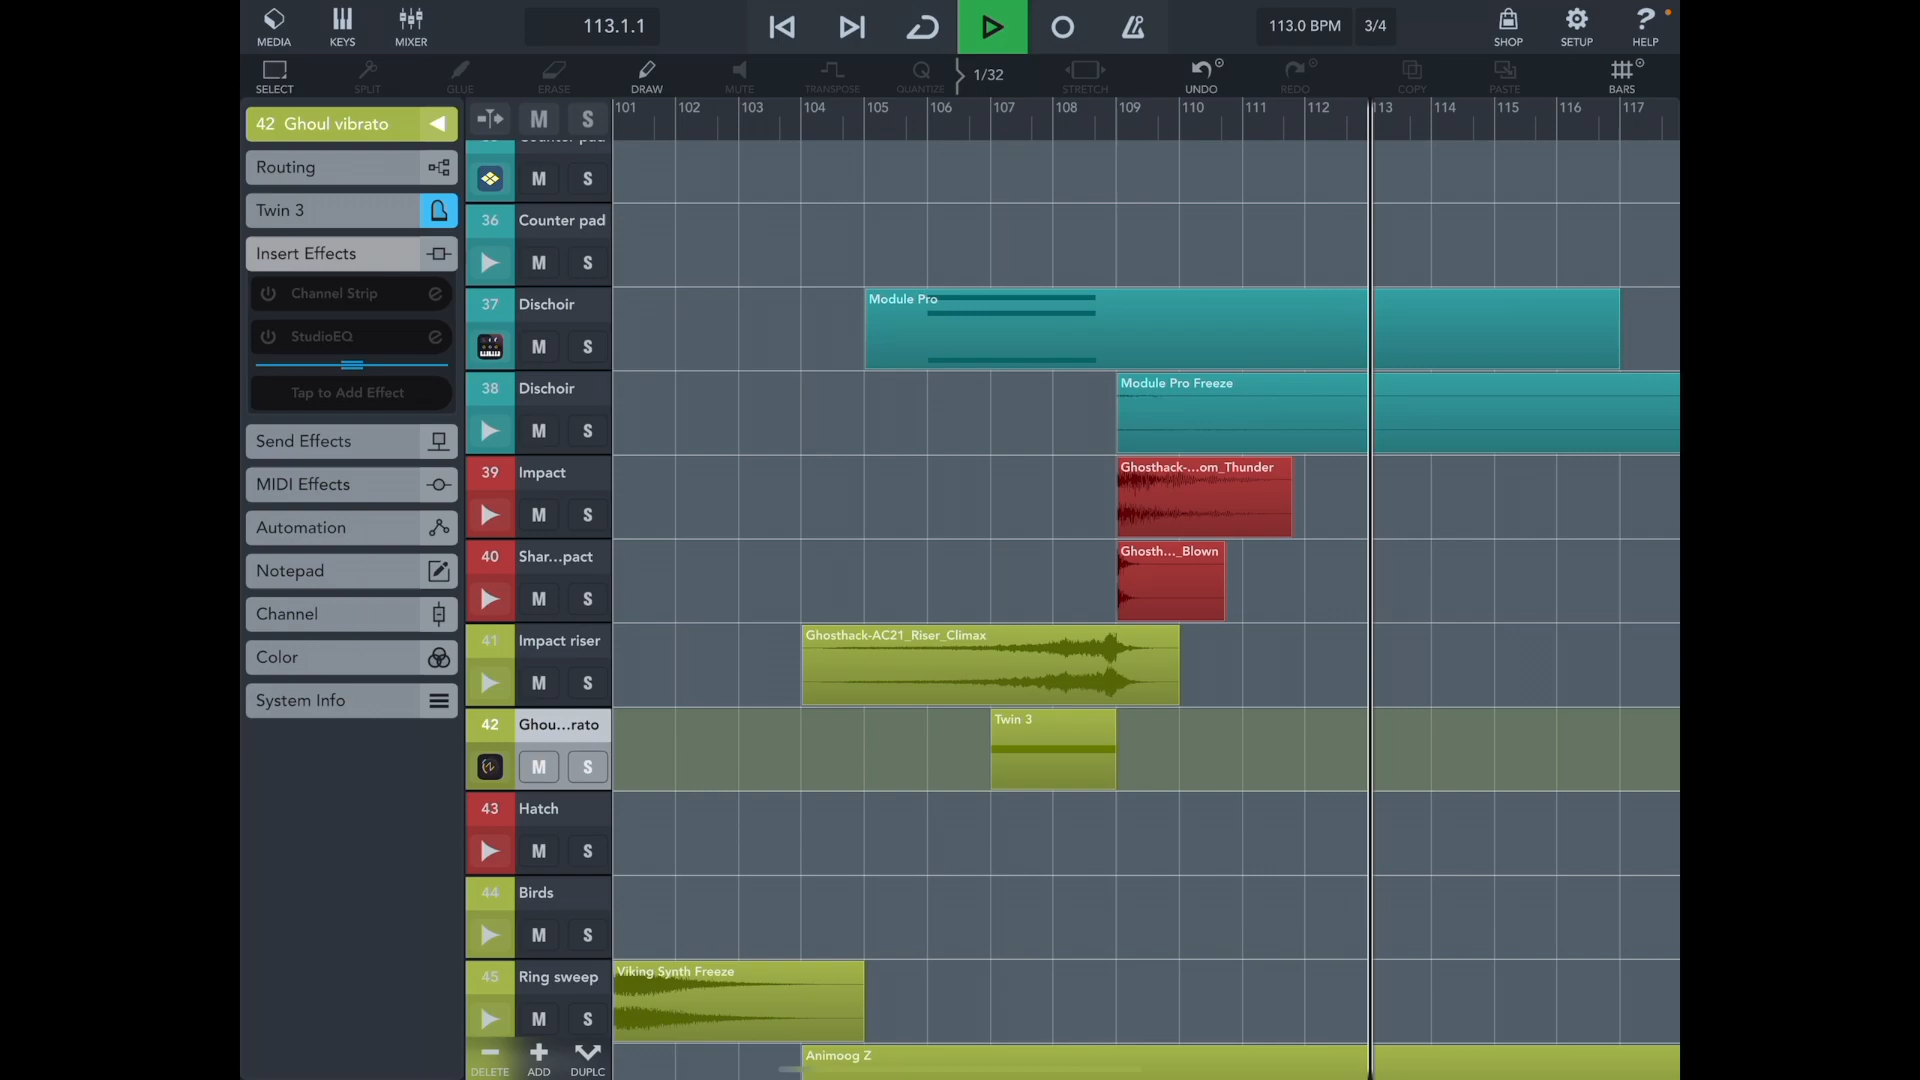 MEDIA
KEYS
MIXER
113.1.1
113.0 BPM
3/4
SHOP
SETUP
HELP
SELECT
SPLIT
GLUE
ERASE
DRAW
MUTE
TRANSPOSE
QUANTIZE
1/32
STRETCH
UNDO
REDO
COPY
PASTE
BARS
42 Ghoul vibrato
Routing
Twin 3
Insert Effects
Channel Strip
StudioEQ
Tap to Add Effect
Send Effects
MIDI Effects
Automation
Notepad
Channel
Color
System Info
M S
101 102 103 104 105 106 107 108 109 110 111 112 113 114 115 116 117
M S
36 Counter pad
M S
37 Dischoir
M S
Module Pro
38 Dischoir
M S
Module Pro Freeze
39 Impact
M S
Ghosthack-...om_Thunder
40 Shar...pact
M S
Ghosth..._Blown
41 Impact riser
M S
Ghosthack-AC21_Riser_Climax
42 Ghou...rato
M S
Twin 3
43 Hatch
M S
44 Birds
M S
45 Ring sweep
M S
Viking Synth Freeze
DELETE
ADD
DUPLC
Animoog Z